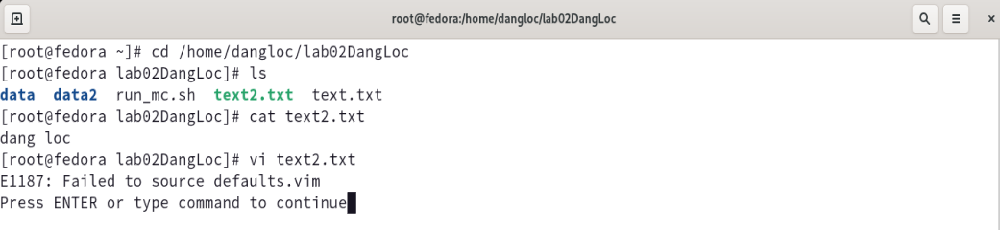 root@fedora:/home/dangloc/lab02DangLoc
[root@fedora ~]# cd /home/dangloc/lab02DangLoc
[root@fedora lab02DangLoc]# ls
data  data2  run_mc.sh  text2.txt  text.txt
[root@fedora lab02DangLoc]# cat text2.txt
dang loc
[root@fedora lab02DangLoc]# vi text2.txt
E1187: Failed to source defaults.vim
Press ENTER or type command to continue